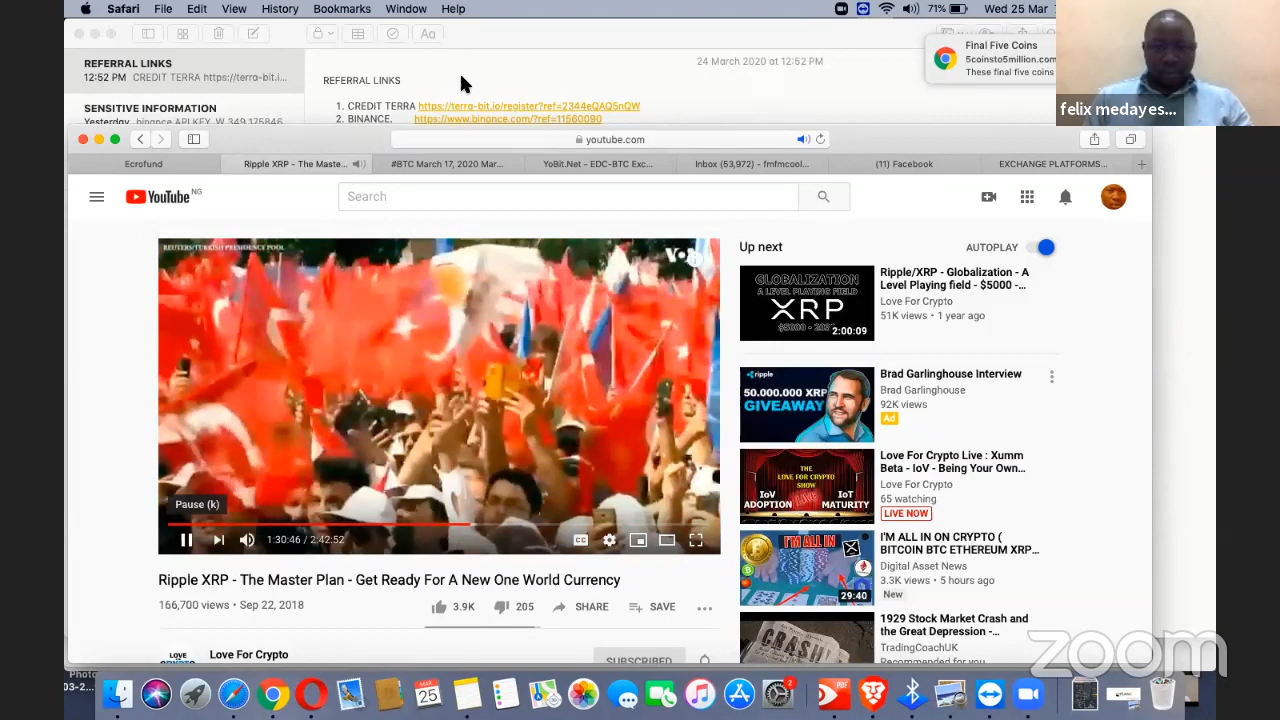 Safari File Edit View History Bookmarks Window Help
71% Wed 25 Mar
REFERRAL LINKS
12:52 PM CREDIT TERRA https://terra-bit.i...
SENSITIVE INFORMATION
24 March 2020 at 12:52 PM
REFERRAL LINKS
1. CREDIT TERRA https://terra-bit.io/register?ref=2344eQAQ5nQW
2. BINANCE. https://www.binance.com/?ref=11560090
Aa
Final Five Coins
5coinsto5million.com
These final five coins
felix medayes...
youtube.com
Ecrofund
Ripple XRP - The Maste...
#BTC March 17, 2020 Mar...
YoBit.Net - EDC-BTC Exc...
Inbox (53,972) - fmfmcool...
(11) Facebook
EXCHANGE PLATFORMS...
YouTube NG
Search
REUTERS/TURKISH PRESIDENCY POOL
Pause (k)
1:30:46 / 2:42:52
CC
Ripple XRP - The Master Plan - Get Ready For A New One World Currency
166,700 views • Sep 22, 2018
3.9K 205 SHARE SAVE
Love For Crypto
SUBSCRIBED
Up next
AUTOPLAY
GLOBALIZATION
A LEVEL PLAYING FIELD
XRP
2:00:09
Ripple/XRP - Globalization - A
Level Playing field - $5000 -...
Love For Crypto
51K views • 1 year ago
ripple
50.000.000 XRP
GIVEAWAY
Brad Garlinghouse Interview
Brad Garlinghouse
92K views
Ad
THE
LOVE FOR CRYPTO
SHOW
IoV
ADOPTION
IoT
MATURITY
Love For Crypto Live : Xumm
Beta - IoV - Being Your Own...
Love For Crypto
65 watching
LIVE NOW
I'M ALL IN
29:40
I'M ALL IN ON CRYPTO (
BITCOIN BTC ETHEREUM XRP...
Digital Asset News
3.3K views • 5 hours ago
New
CRASH!
1929 Stock Market Crash and
the Great Depression -...
TradingCoachUK
Recommended for you
zoom
MAR
25
2
PDF